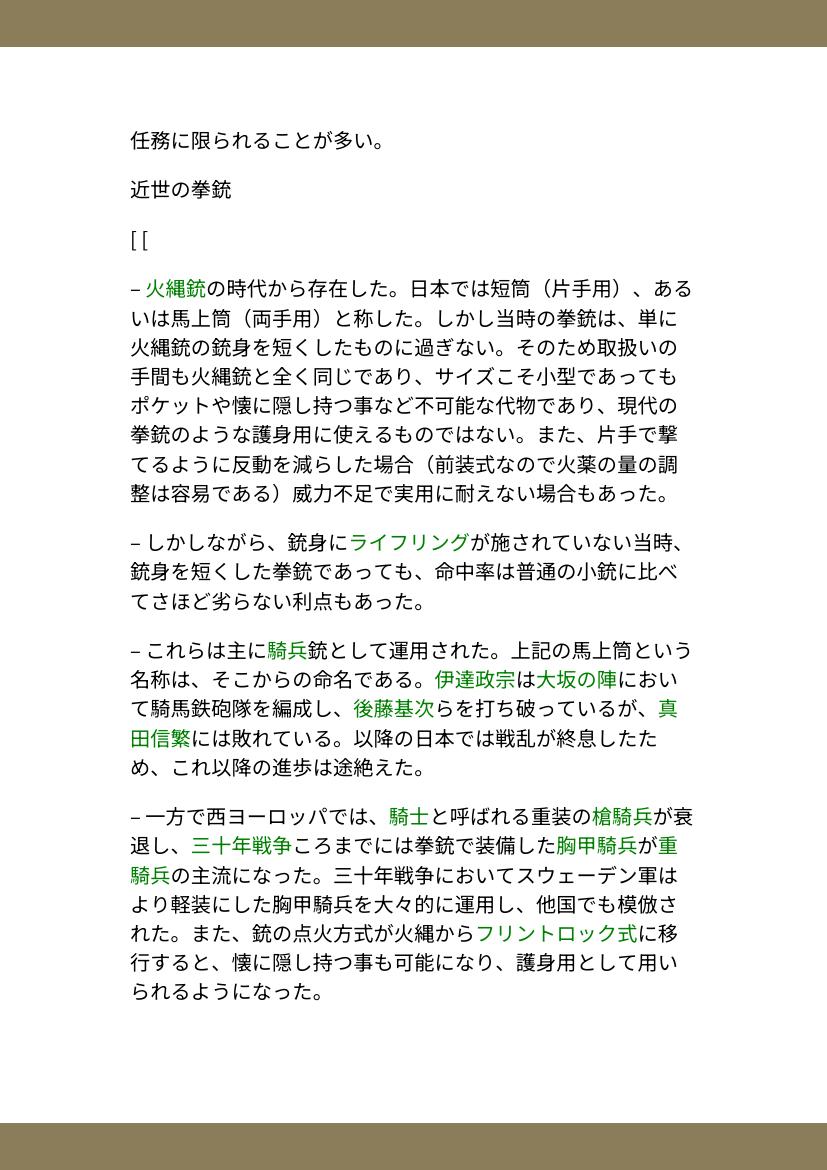 任務に限られることが多い。
近世の拳銃
[ [
– 火縄銃の時代から存在した。日本では短筒（片手用）、ある
いは馬上筒（両手用）と称した。しかし当時の拳銃は、単に
火縄銃の銃身を短くしたものに過ぎない。そのため取扱いの
手間も火縄銃と全く同じであり、サイズこそ小型であっても
ポケットや懐に隠し持つ事など不可能な代物であり、現代の
拳銃のような護身用に使えるものではない。また、片手で撃
てるように反動を減らした場合（前装式なので火薬の量の調
整は容易である）威力不足で実用に耐えない場合もあった。
– しかしながら、銃身にライフリングが施されていない当時、
銃身を短くした拳銃であっても、命中率は普通の小銃に比べ
てさほど劣らない利点もあった。
– これらは主に騎兵銃として運用された。上記の馬上筒という
名称は、そこからの命名である。伊達政宗は大坂の陣におい
て騎馬鉄砲隊を編成し、後藤基次らを打ち破っているが、真
田信繁には敗れている。以降の日本では戦乱が終息したた
め、これ以降の進歩は途絶えた。
– 一方で西ヨーロッパでは、騎士と呼ばれる重装の槍騎兵が衰
退し、三十年戦争ころまでには拳銃で装備した胸甲騎兵が重
騎兵の主流になった。三十年戦争においてスウェーデン軍は
より軽装にした胸甲騎兵を大々的に運用し、他国でも模倣さ
れた。また、銃の点火方式が火縄からフリントロック式に移
行すると、懐に隠し持つ事も可能になり、護身用として用い
られるようになった。